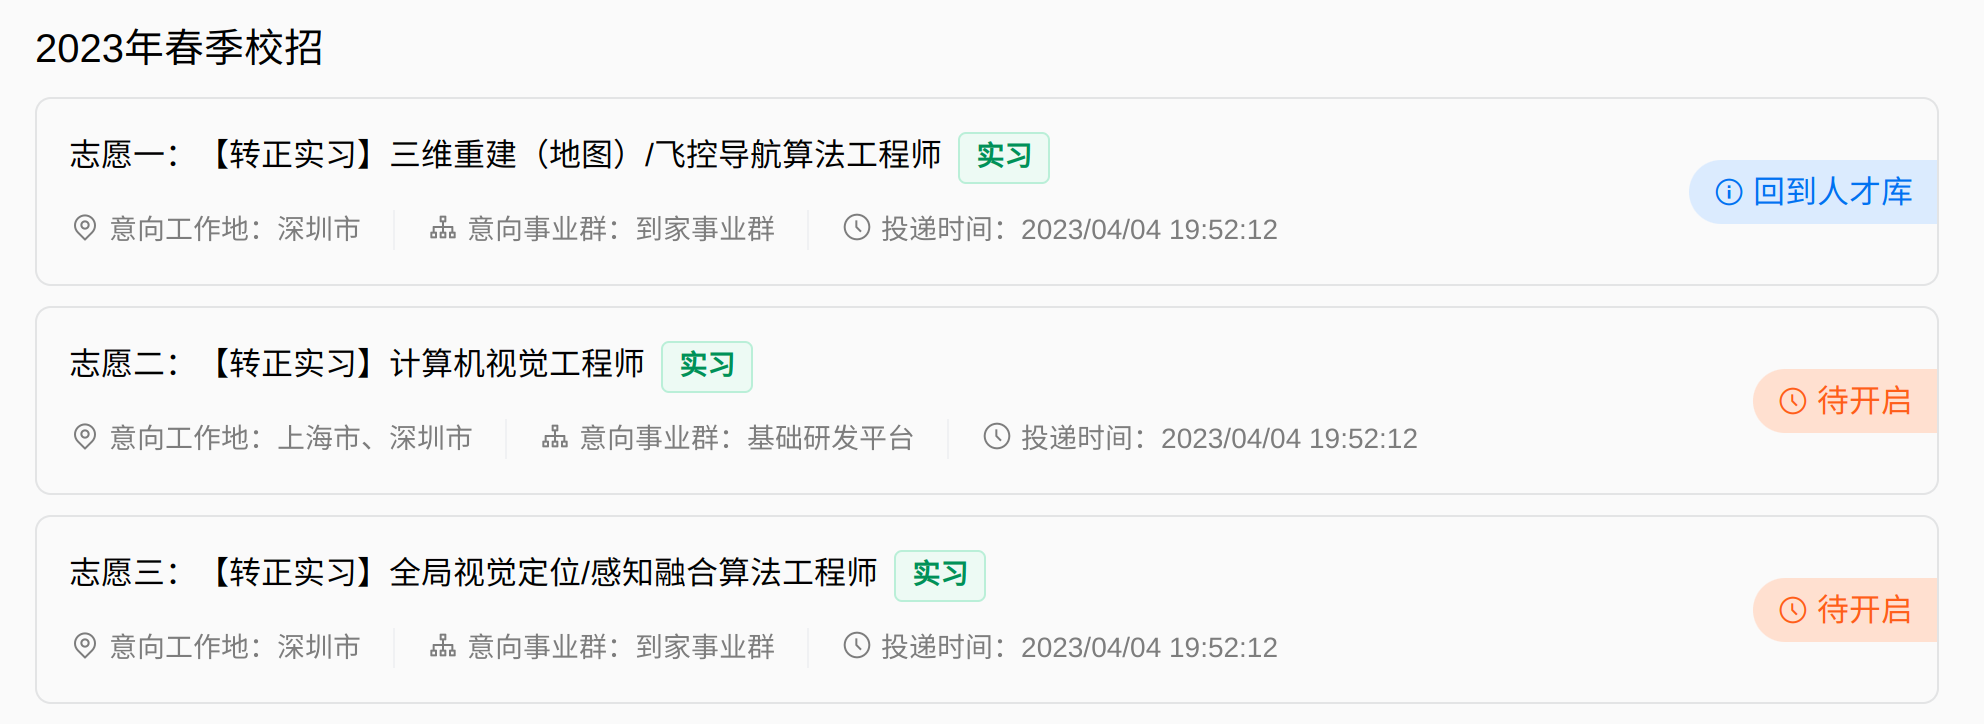 2023年春季校招
志愿一：【转正实习】三维重建（地图）/飞控导航算法工程师 实习
回到人才库
意向工作地：深圳市 意向事业群：到家事业群 投递时间：2023/04/04 19:52:12
志愿二：【转正实习】计算机视觉工程师 实习
待开启
意向工作地：上海市、深圳市 意向事业群：基础研发平台 投递时间：2023/04/04 19:52:12
志愿三：【转正实习】全局视觉定位/感知融合算法工程师 实习
待开启
意向工作地：深圳市 意向事业群：到家事业群 投递时间：2023/04/04 19:52:12